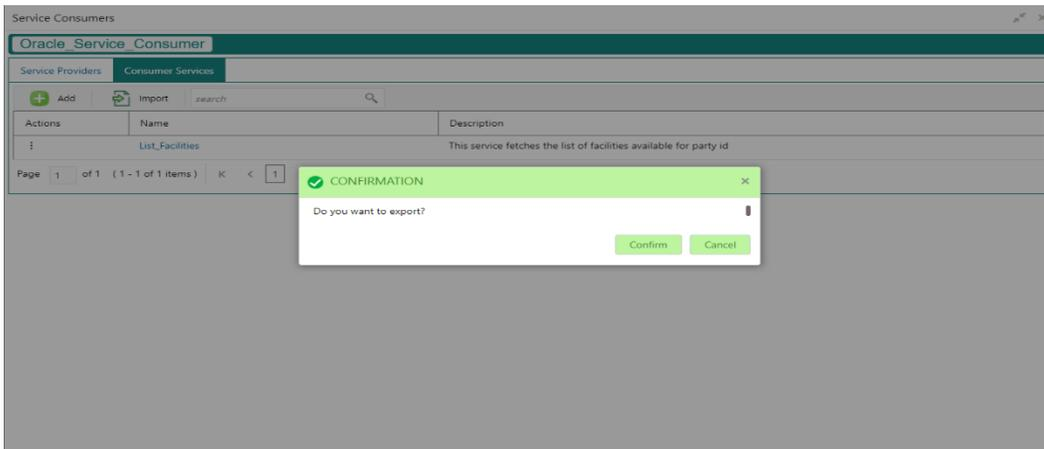 Service Consumers
Oracle_Service_Consumer
Service Providers Consumer Services
Add Import search
Actions Name Description
List_Facilities This service fetches the list of facilities available for party id
Page 1 of 1 (1 - 1 of 1 items) K < 1
CONFIRMATION ×
Do you want to export?
Confirm Cancel